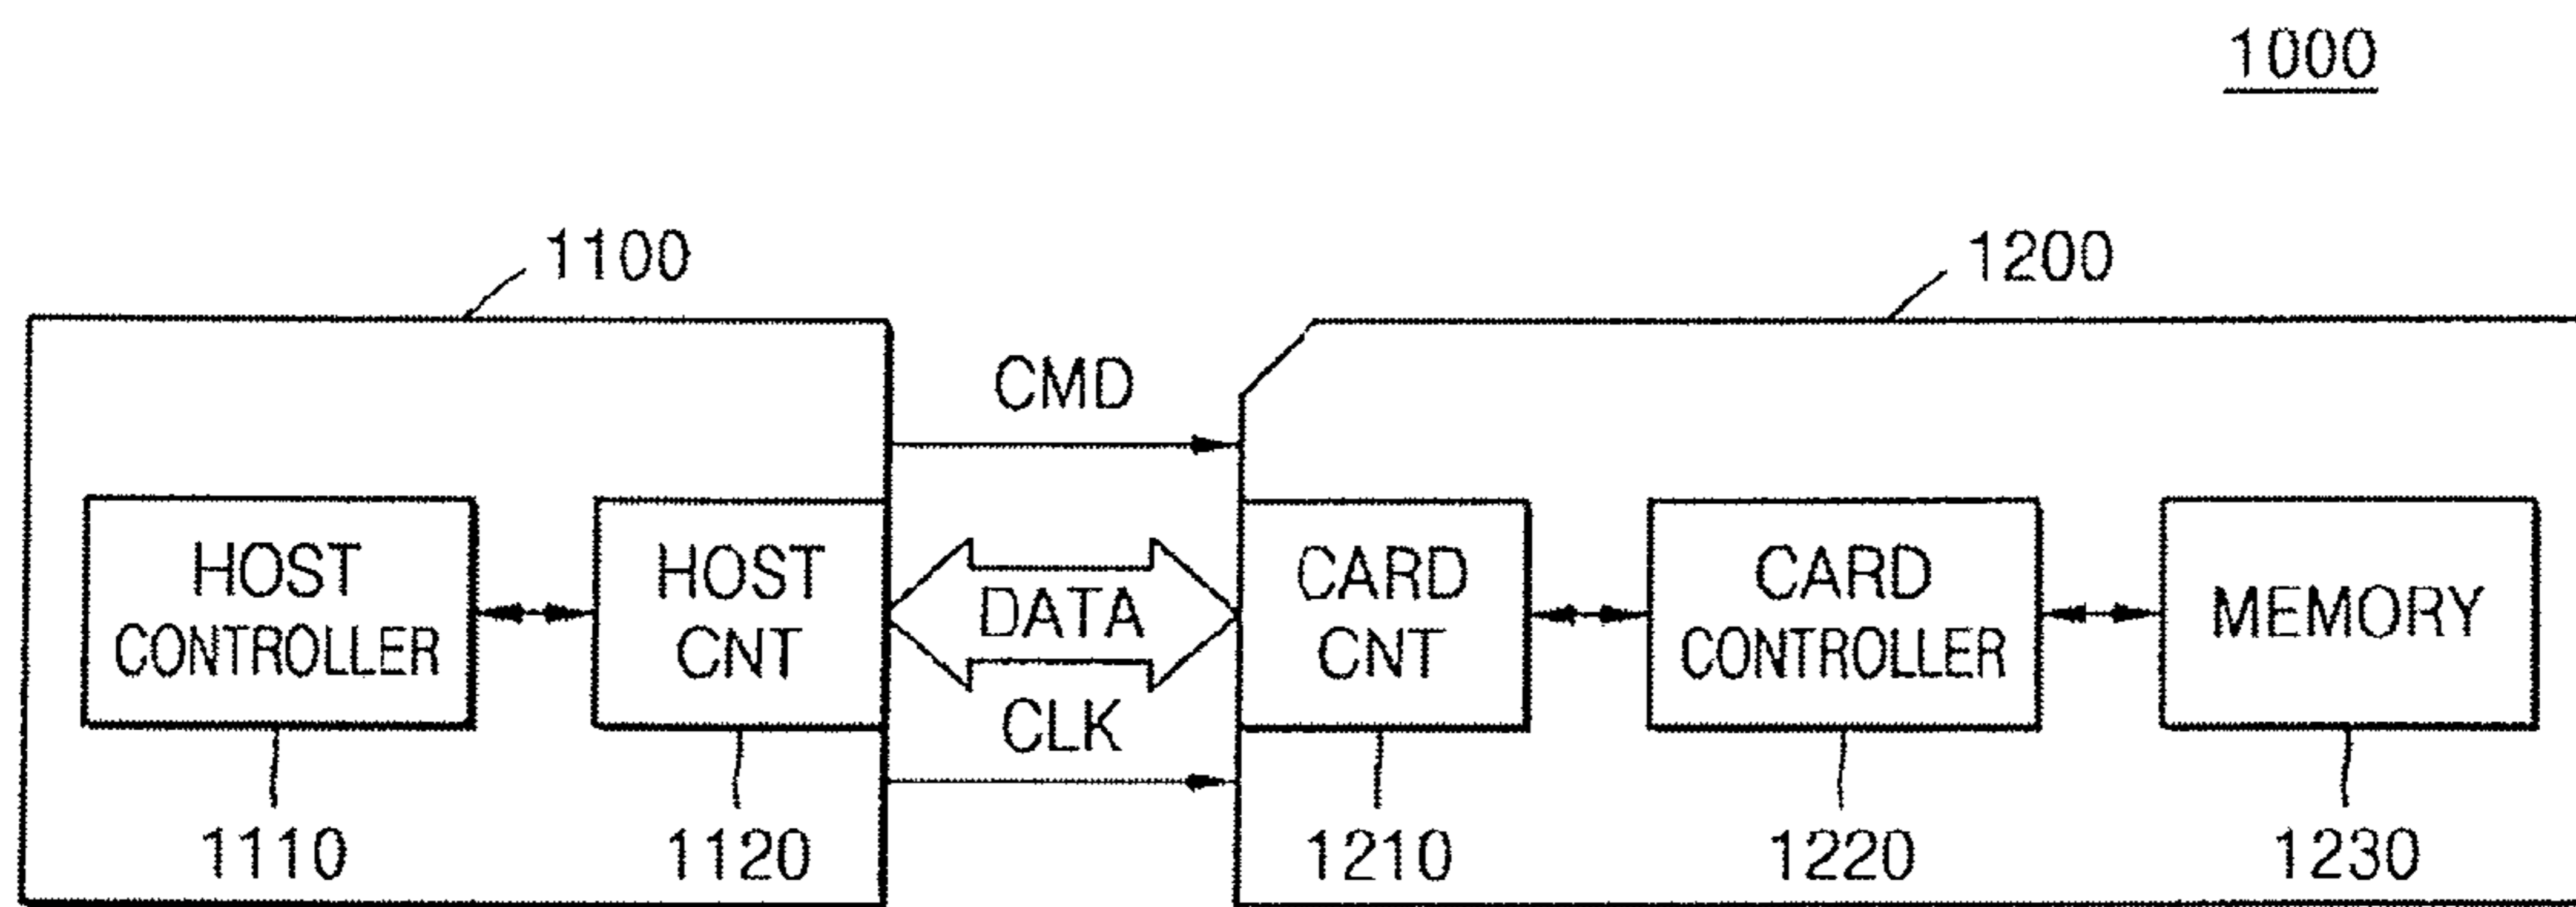 1000
1100
1200
CMD
HOST
CONTROLLER
HOST
CNT
DATA
CLK
CARD
CNT
CARD
CONTROLLER
MEMORY
1110
1120
1210
1220
1230